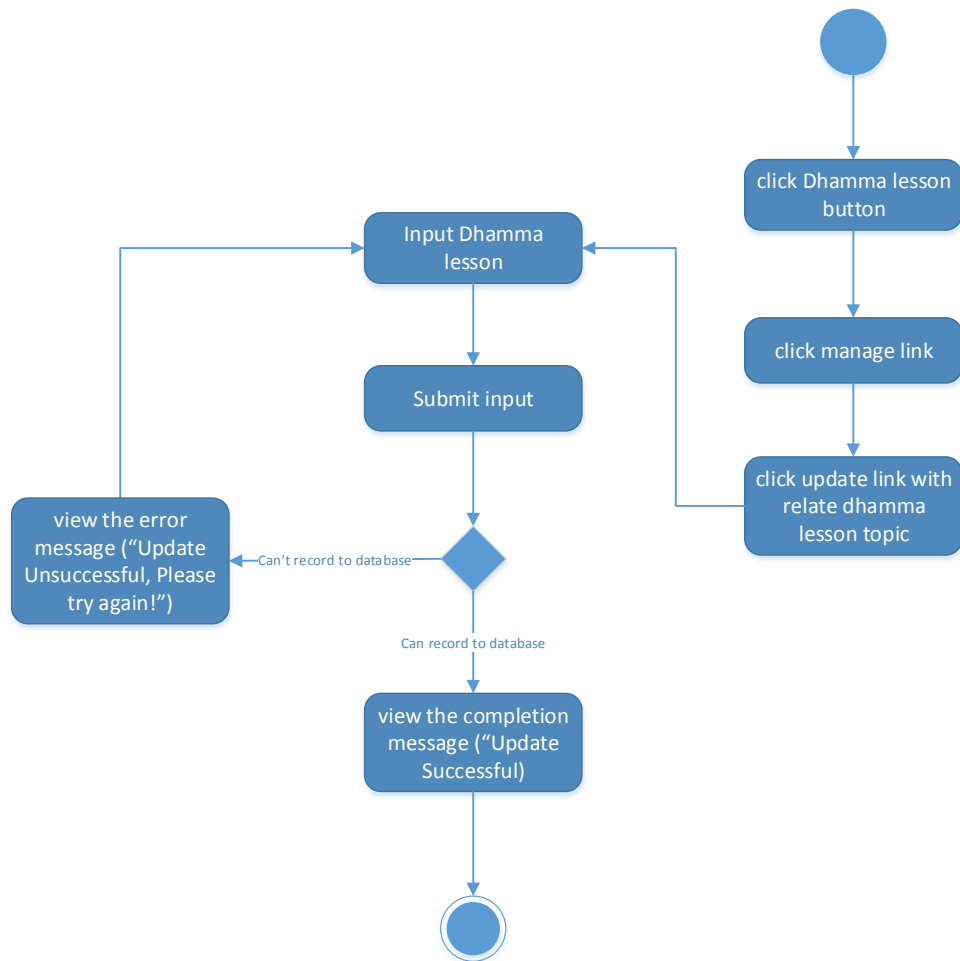 click Dhamma lesson
button
click manage link
click update link with
relate dhamma
lesson topic
Input Dhamma
lesson
Submit input
Can't record to database
view the error
message (“Update
Unsuccessful, Please
try again!”)
Can record to database
view the completion
message (“Update
Successful)